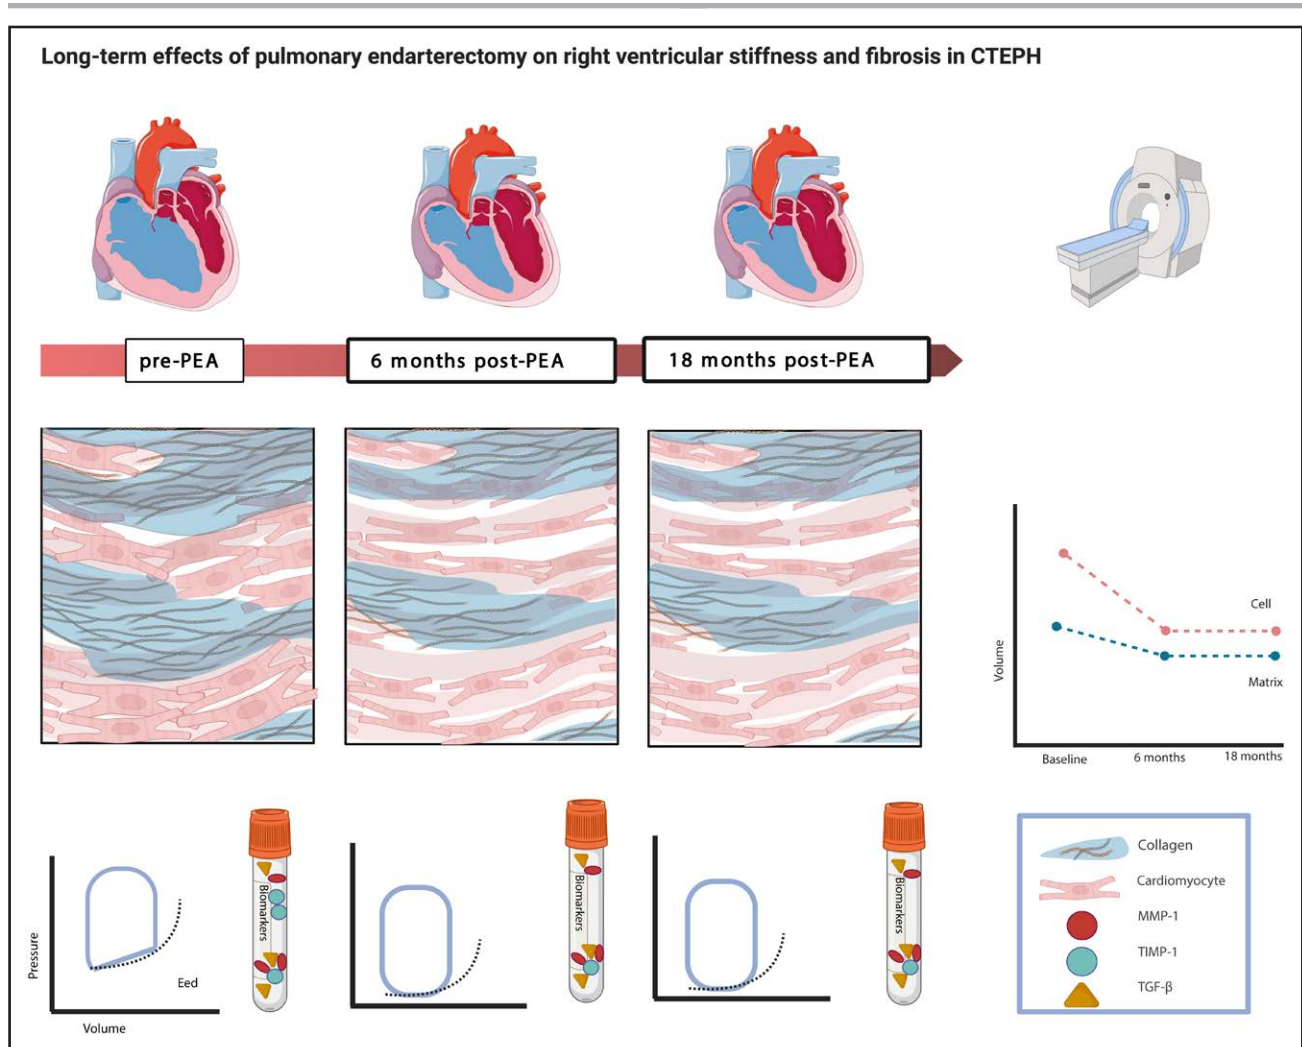 Long-term effects of pulmonary endarterectomy on right ventricular stiffness and fibrosis in CTEPH
pre-PEA
6 months post-PEA
18 months post-PEA
Volume
Cell
Matrix
Baseline
6 months
18 months
Pressure
Eed
Volume
Biomarkers
Biomarkers
Biomarkers
Collagen
Cardiomyocyte
MMP-1
TIMP-1
TGF-β